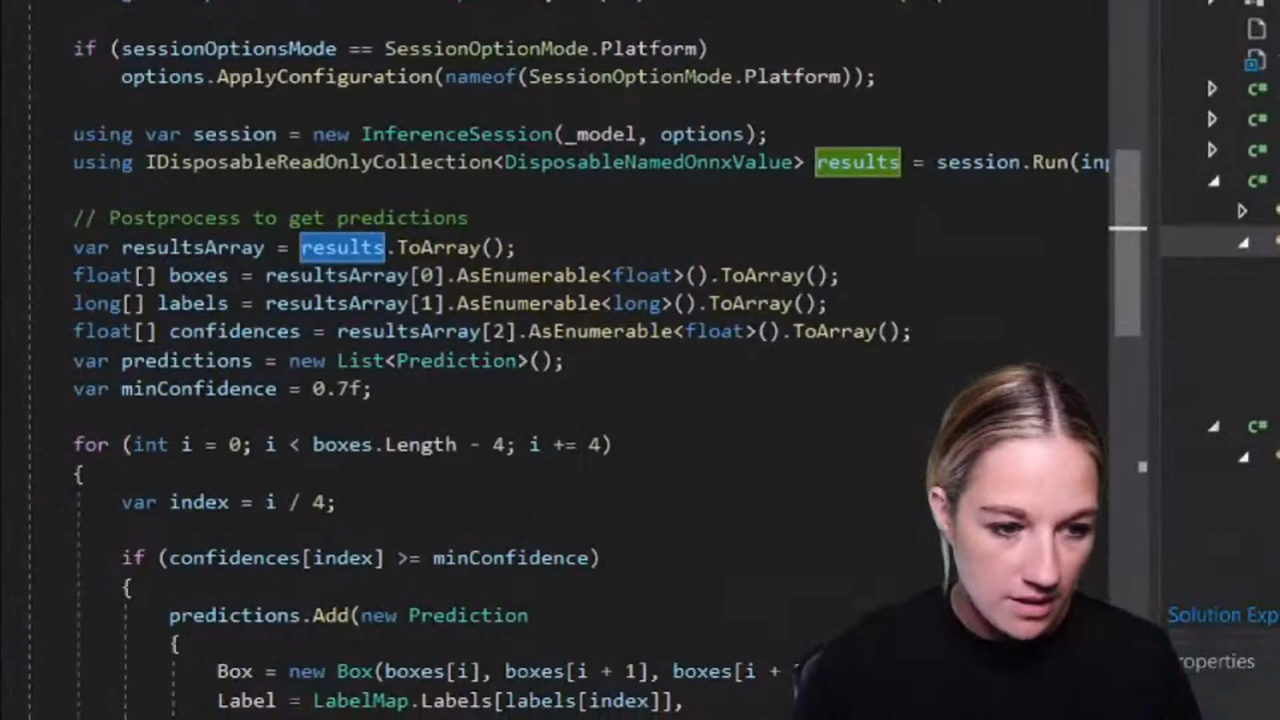 if (sessionOptionsMode == SessionOptionMode.Platform)
options.ApplyConfiguration(nameof(SessionOptionMode.Platform));
using var session = new InferenceSession(_model, options);
using IDisposableReadOnlyCollection<DisposableNamedOnnxValue> results = session.Run(inp
// Postprocess to get predictions
var resultsArray = results.ToArray();
float[] boxes = resultsArray[0].AsEnumerable<float>().ToArray();
long[] labels = resultsArray[1].AsEnumerable<long>().ToArray();
float[] confidences = resultsArray[2].AsEnumerable<float>().ToArray();
var predictions = new List<Prediction>();
var minConfidence = 0.7f;
for (int i = 0; i < boxes.Length - 4; i += 4)
{
var index = i / 4;
if (confidences[index] >= minConfidence)
{
predictions.Add(new Prediction
{
Box = new Box(boxes[i], boxes[i + 1], boxes[i +
Label = LabelMap.Labels[labels[index]],
C#
C#
C#
C#
C#
Solution Exp
roperties